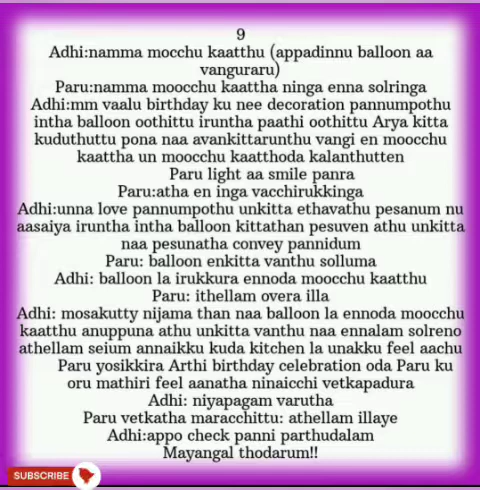 9
Adhi:namma mocchu kaatthu (appadinnu balloon aa
vanguraru)
Paru:namma moocchu kaattha ninga enna solringa
Adhi:mm vaalu birthday ku nee decoration pannumpothu
intha balloon oothittu iruntha paathi oothittu Arya kitta
kuduthuttu pona naa avankittarunthu vangi en moocchu
kaattha un moocchu kaatthoda kalanthutten
Paru light aa smile panra
Paru:atha en inga vacchirukkinga
Adhi:unna love pannumpothu unkitta ethavathu pesanum nu
aasaiya iruntha intha balloon kittathan pesuven athu unkitta
naa pesunatha convey pannidum
Paru: balloon enkitta vanthu solluma
Adhi: balloon la irukkura ennoda moocchu kaatthu
Paru: ithellam overa illa
Adhi: mosakutty nijama than naa balloon la ennoda moocchu
kaatthu anuppuna athu unkitta vanthu naa ennalam solreno
athellam seium annaikku kuda kitchen la unakku feel aachu
Paru yosikkira Arthi birthday celebration oda Paru ku
oru mathiri feel aanatha ninaicchi vetkapadura
Adhi: niyapagam varutha
Paru vetkatha maracchittu: athellam illaye
Adhi:appo check panni parthudalam
Mayangal thodarum!!
SUBSCRIBE